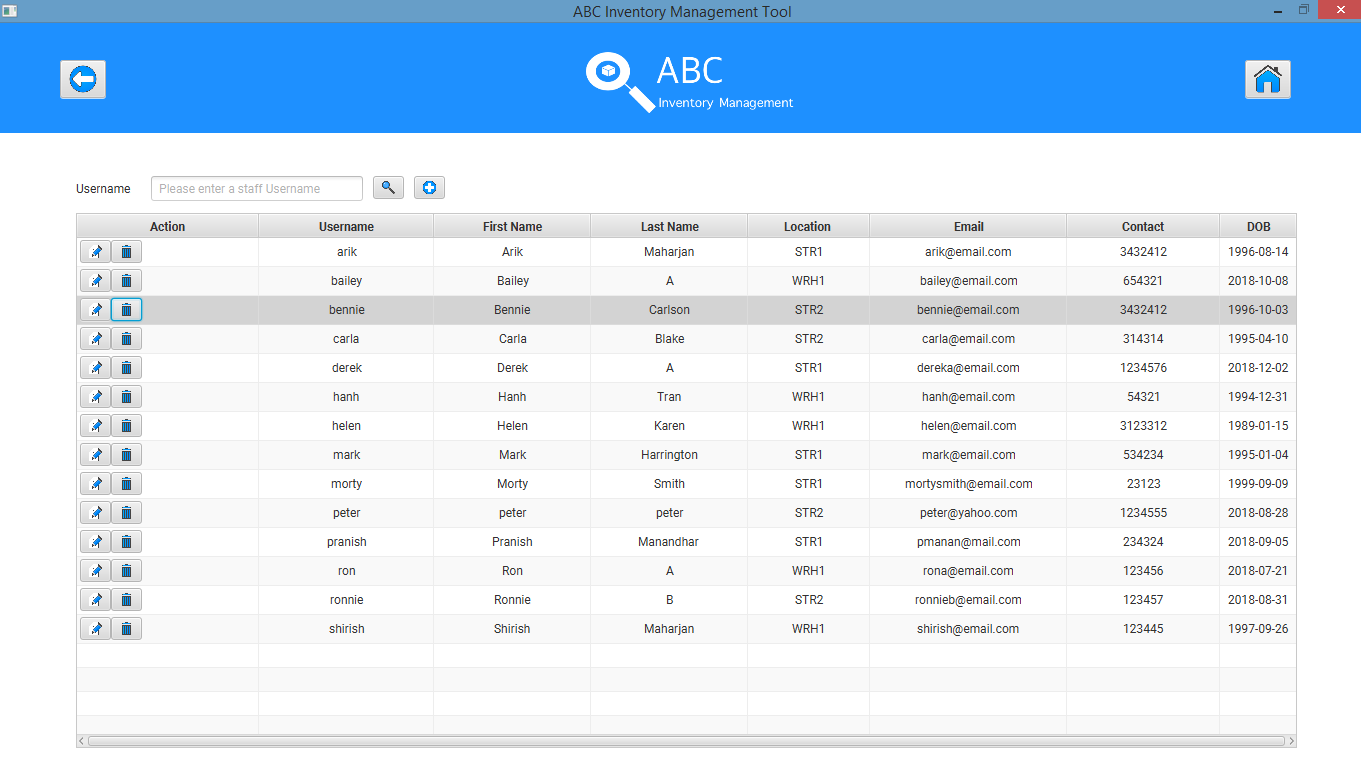 ABC Inventory Management Tool
ABC
Inventory Management
Username Please enter a staff Username
Action Username First Name Last Name Location Email Contact DOB
arik Arik Maharjan STR1 arik@email.com 3432412 1996-08-14
bailey Bailey A WRH1 bailey@email.com 654321 2018-10-08
bennie Bennie Carlson STR2 bennie@email.com 3432412 1996-10-03
carla Carla Blake STR2 carla@email.com 314314 1995-04-10
derek Derek A STR1 dereka@email.com 1234576 2018-12-02
hanh Hanh Tran WRH1 hanh@email.com 54321 1994-12-31
helen Helen Karen WRH1 helen@email.com 3123312 1989-01-15
mark Mark Harrington STR1 mark@email.com 534234 1995-01-04
morty Morty Smith STR1 mortysmith@email.com 23123 1999-09-09
peter peter peter STR2 peter@yahoo.com 1234555 2018-08-28
pranish Pranish Manandhar STR1 pmanan@mail.com 234324 2018-09-05
ron Ron A WRH1 rona@email.com 123456 2018-07-21
ronnie Ronnie B STR2 ronnieb@email.com 123457 2018-08-31
shirish Shirish Maharjan WRH1 shirish@email.com 123445 1997-09-26